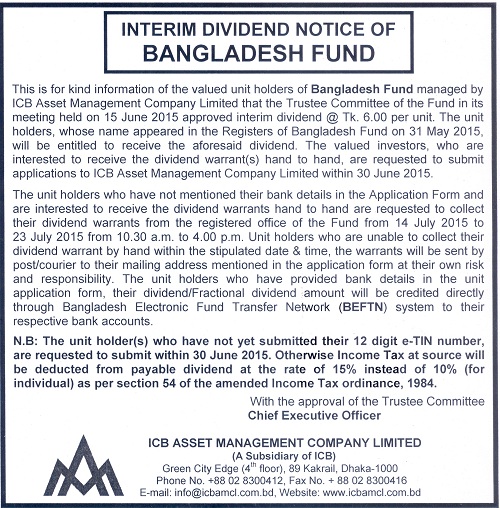 INTERIM DIVIDEND NOTICE OF
BANGLADESH FUND
This is for kind information of the valued unit holders of Bangladesh Fund managed by
ICB Asset Management Company Limited that the Trustee Committee of the Fund in its
meeting held on 15 June 2015 approved interim dividend @ Tk. 6.00 per unit. The unit
holders, whose name appeared in the Registers of Bangladesh Fund on 31 May 2015,
will be entitled to receive the aforesaid dividend. The valued investors, who are
interested to receive the dividend warrant(s) hand to hand, are requested to submit
applications to ICB Asset Management Company Limited within 30 June 2015.
The unit holders who have not mentioned their bank details in the Application Form and
are interested to receive the dividend warrants hand to hand are requested to collect
their dividend warrants from the registered office of the Fund from 14 July 2015 to
23 July 2015 from 10.30 a.m. to 4.00 p.m. Unit holders who are unable to collect their
dividend warrant by hand within the stipulated date & time, the warrants will be sent by
post/courier to their mailing address mentioned in the application form at their own risk
and responsibility. The unit holders who have provided bank details in the unit
application form, their dividend/Fractional dividend amount will be credited directly
through Bangladesh Electronic Fund Transfer Network (BEFTN) system to their
respective bank accounts.
N.B: The unit holder(s) who have not yet submitted their 12 digit e-TIN number,
are requested to submit within 30 June 2015. Otherwise Income Tax at source will
be deducted from payable dividend at the rate of 15% instead of 10% (for
individual) as per section 54 of the amended Income Tax ordinance, 1984.
With the approval of the Trustee Committee
Chief Executive Officer
ICB ASSET MANAGEMENT COMPANY LIMITED
(A Subsidiary of ICB)
Green City Edge (4th floor), 89 Kakrail, Dhaka-1000
Phone No. +88 02 8300412, Fax No. + 88 02 8300416
E-mail: info@icbamcl.com.bd, Website: www.icbamcl.com.bd